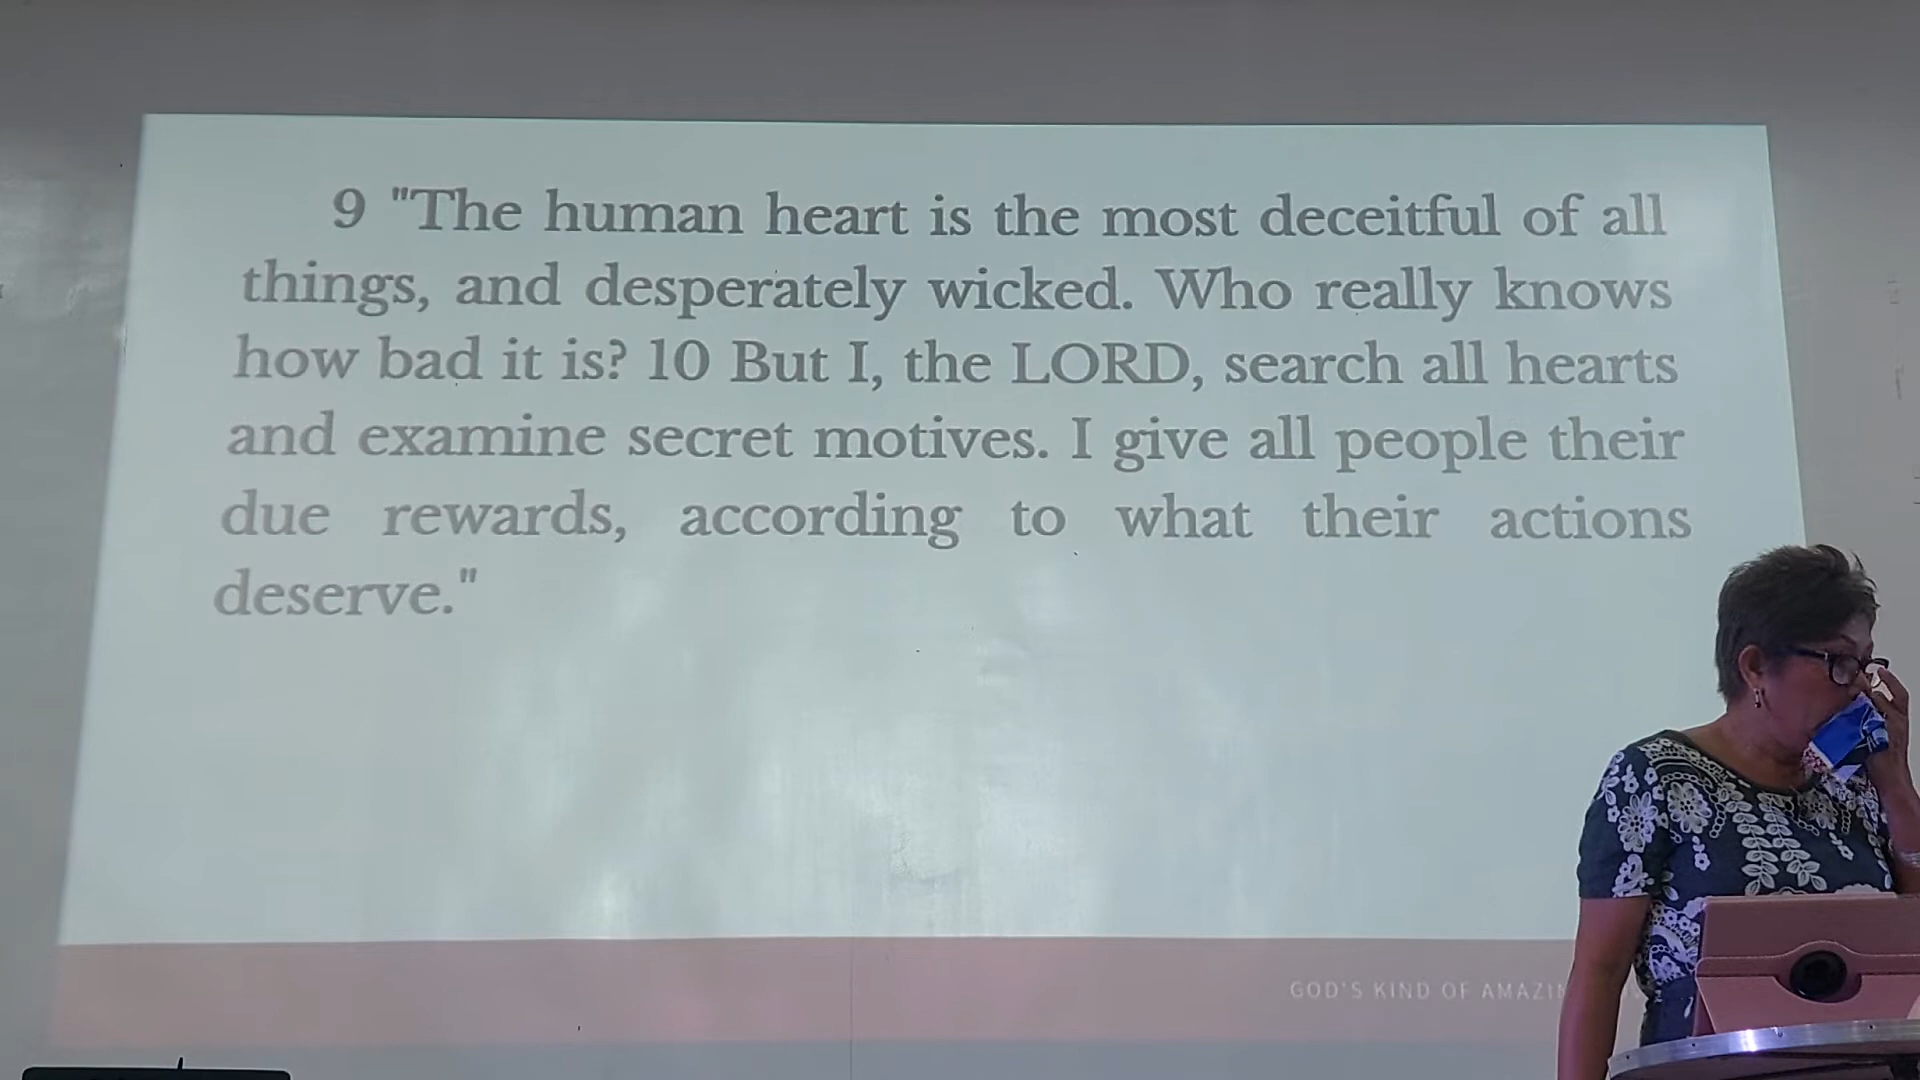 9 "The human heart is the most deceitful of all
things, and desperately wicked. Who really knows
how bad it is? 10 But I, the LORD, search all hearts
and examine secret motives. I give all people their
due rewards, according to what their actions
deserve."
GOD'S KIND OF